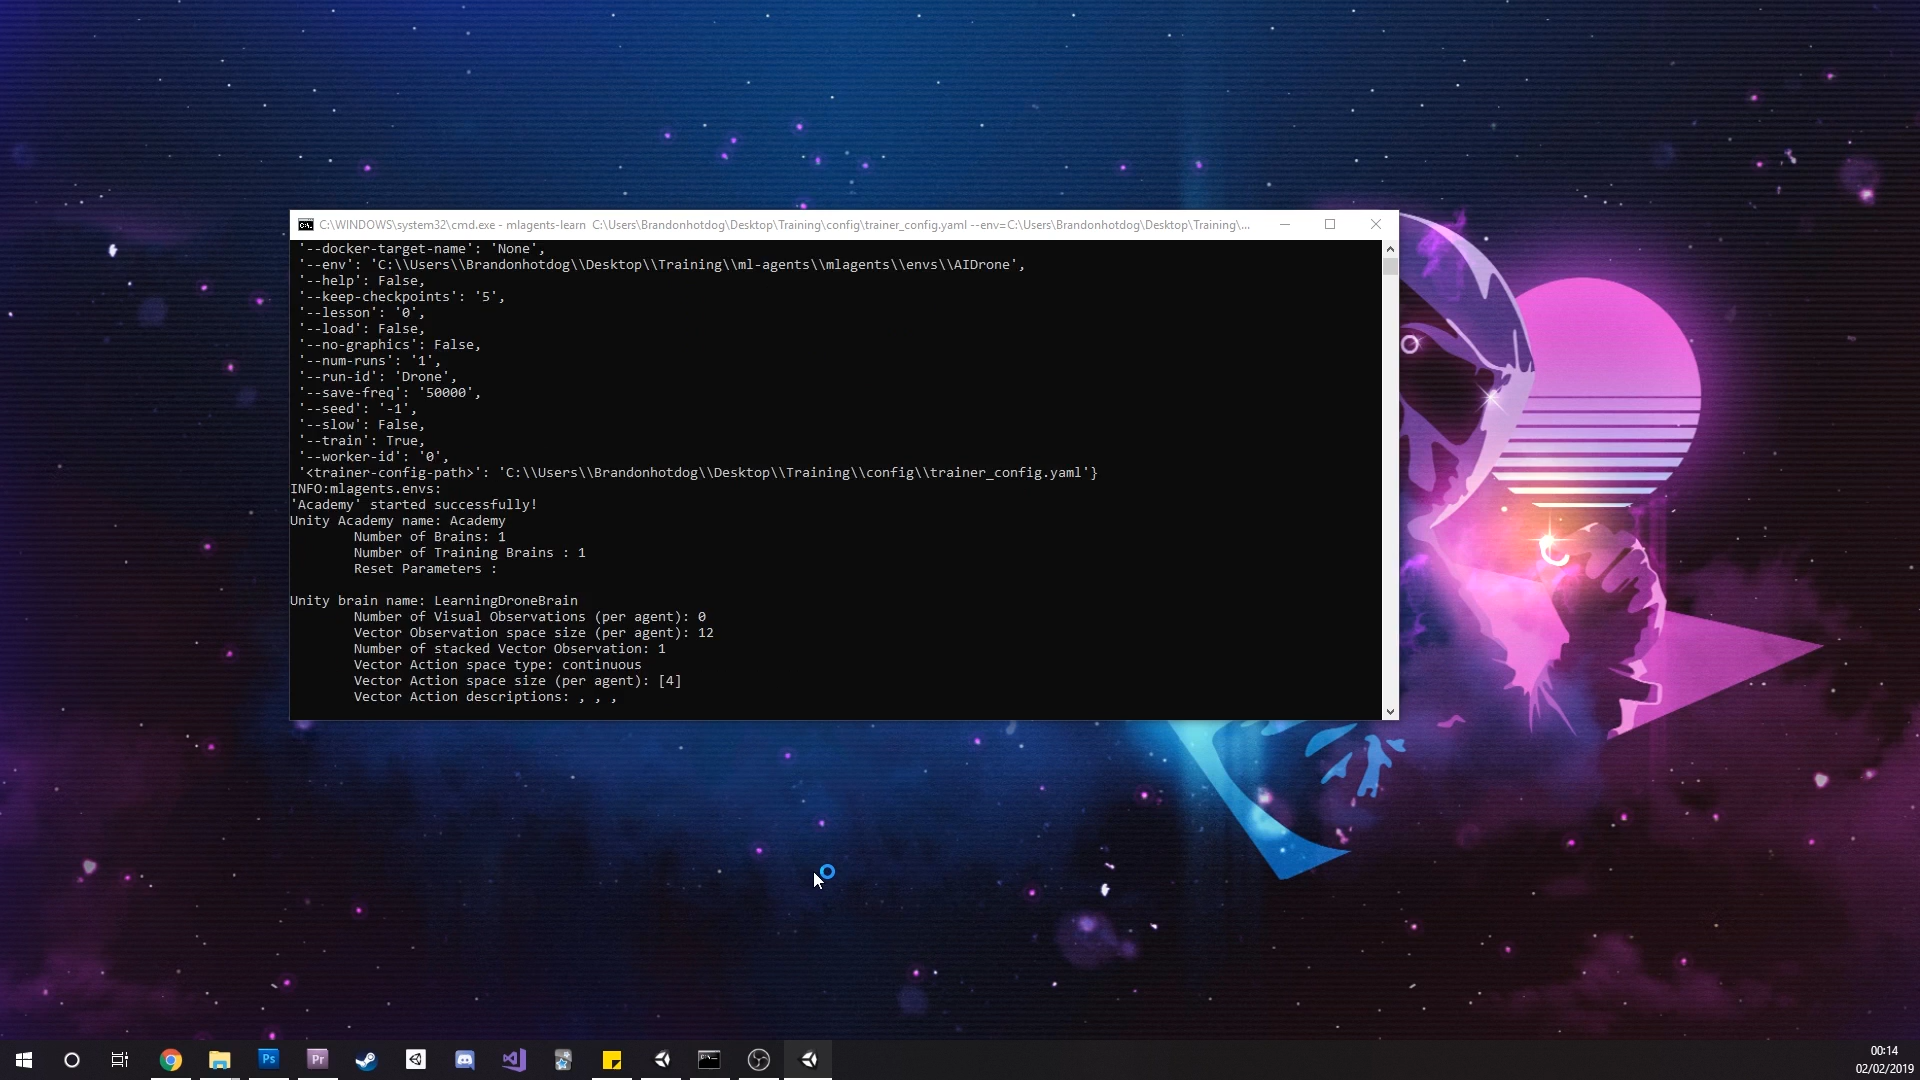 C:\WINDOWS\system32\cmd.exe - mlagents-learn  C:\Users\Brandonhotdog\Desktop\Training\config\trainer_config.yaml --env=C:\Users\Brandonhotdog\Desktop\Training\...
'--docker-target-name': 'None',
'--env': 'C:\\Users\\Brandonhotdog\\Desktop\\Training\\ml-agents\\mlagents\\envs\\AIDrone',
'--help': False,
'--keep-checkpoints': '5',
'--lesson': '0',
'--load': False,
'--no-graphics': False,
'--num-runs': '1',
'--run-id': 'Drone',
'--save-freq': '50000',
'--seed': '-1',
'--slow': False,
'--train': True,
'--worker-id': '0',
'<trainer-config-path>': 'C:\\Users\\Brandonhotdog\\Desktop\\Training\\config\\trainer_config.yaml'}
INFO:mlagents.envs:
'Academy' started successfully!
Unity Academy name: Academy
Number of Brains: 1
Number of Training Brains : 1
Reset Parameters :
Unity brain name: LearningDroneBrain
Number of Visual Observations (per agent): 0
Vector Observation space size (per agent): 12
Number of stacked Vector Observation: 1
Vector Action space type: continuous
Vector Action space size (per agent): [4]
Vector Action descriptions: , , ,
Ps
Pr
00:14
02/02/2019